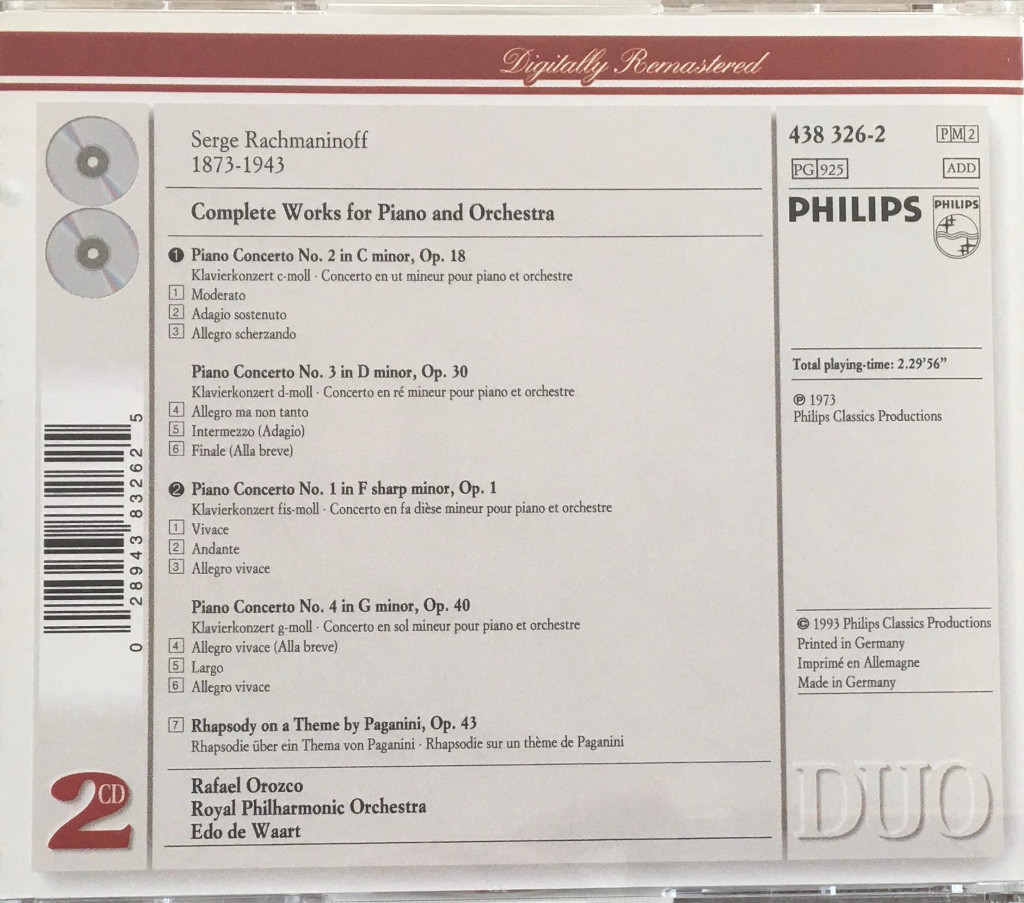 Digitally Remastered
Serge Rachmaninoff
1873-1943
Complete Works for Piano and Orchestra
1 Piano Concerto No. 2 in C minor, Op. 18
Klavierkonzert c-moll · Concerto en ut mineur pour piano et orchestre
1 Moderato
2 Adagio sostenuto
3 Allegro scherzando
Piano Concerto No. 3 in D minor, Op. 30
Klavierkonzert d-moll · Concerto en ré mineur pour piano et orchestre
4 Allegro ma non tanto
5 Intermezzo (Adagio)
6 Finale (Alla breve)
2 Piano Concerto No. 1 in F sharp minor, Op. 1
Klavierkonzert fis-moll · Concerto en fa dièse mineur pour piano et orchestre
1 Vivace
2 Andante
3 Allegro vivace
Piano Concerto No. 4 in G minor, Op. 40
Klavierkonzert g-moll · Concerto en sol mineur pour piano et orchestre
4 Allegro vivace (Alla breve)
5 Largo
6 Allegro vivace
7 Rhapsody on a Theme by Paganini, Op. 43
Rhapsodie über ein Thema von Paganini · Rhapsodie sur un thème de Paganini
Rafael Orozco
Royal Philharmonic Orchestra
Edo de Waart
438 326-2 PM2
PG 925 ADD
PHILIPS PHILIPS
Total playing-time: 2.29'56"
℗ 1973
Philips Classics Productions
© 1993 Philips Classics Productions
Printed in Germany
Imprimé en Allemagne
Made in Germany
DUO
0 28943 83262 5
2 CD